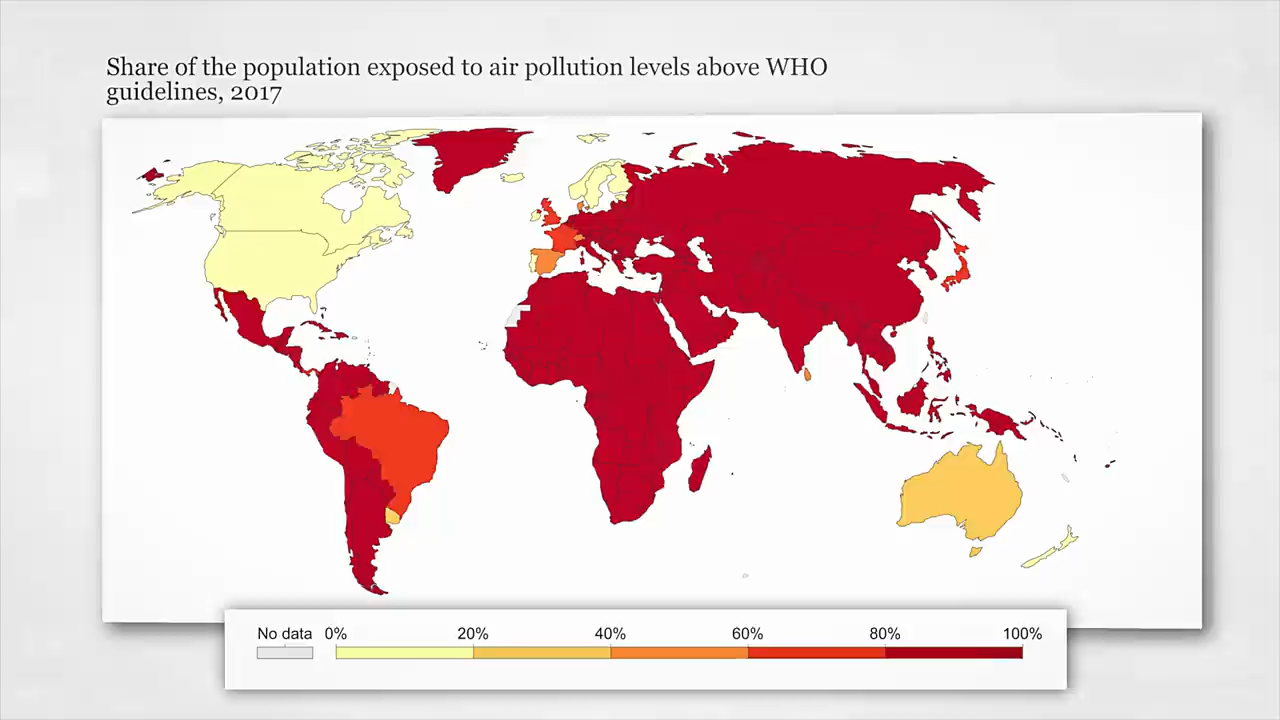 Share of the population exposed to air pollution levels above WHO
guidelines, 2017
No data 0% 20% 40% 60% 80% 100%